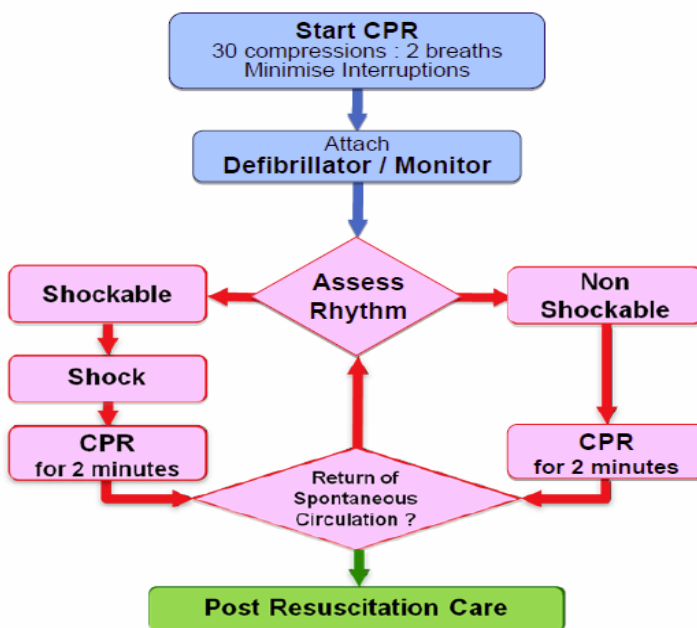 Start CPR
30 compressions : 2 breaths
Minimise Interruptions
Attach
Defibrillator / Monitor
Assess
Rhythm
Shockable
Non
Shockable
Shock
CPR
for 2 minutes
CPR
for 2 minutes
Return of
Spontaneous
Circulation ?
Post Resuscitation Care